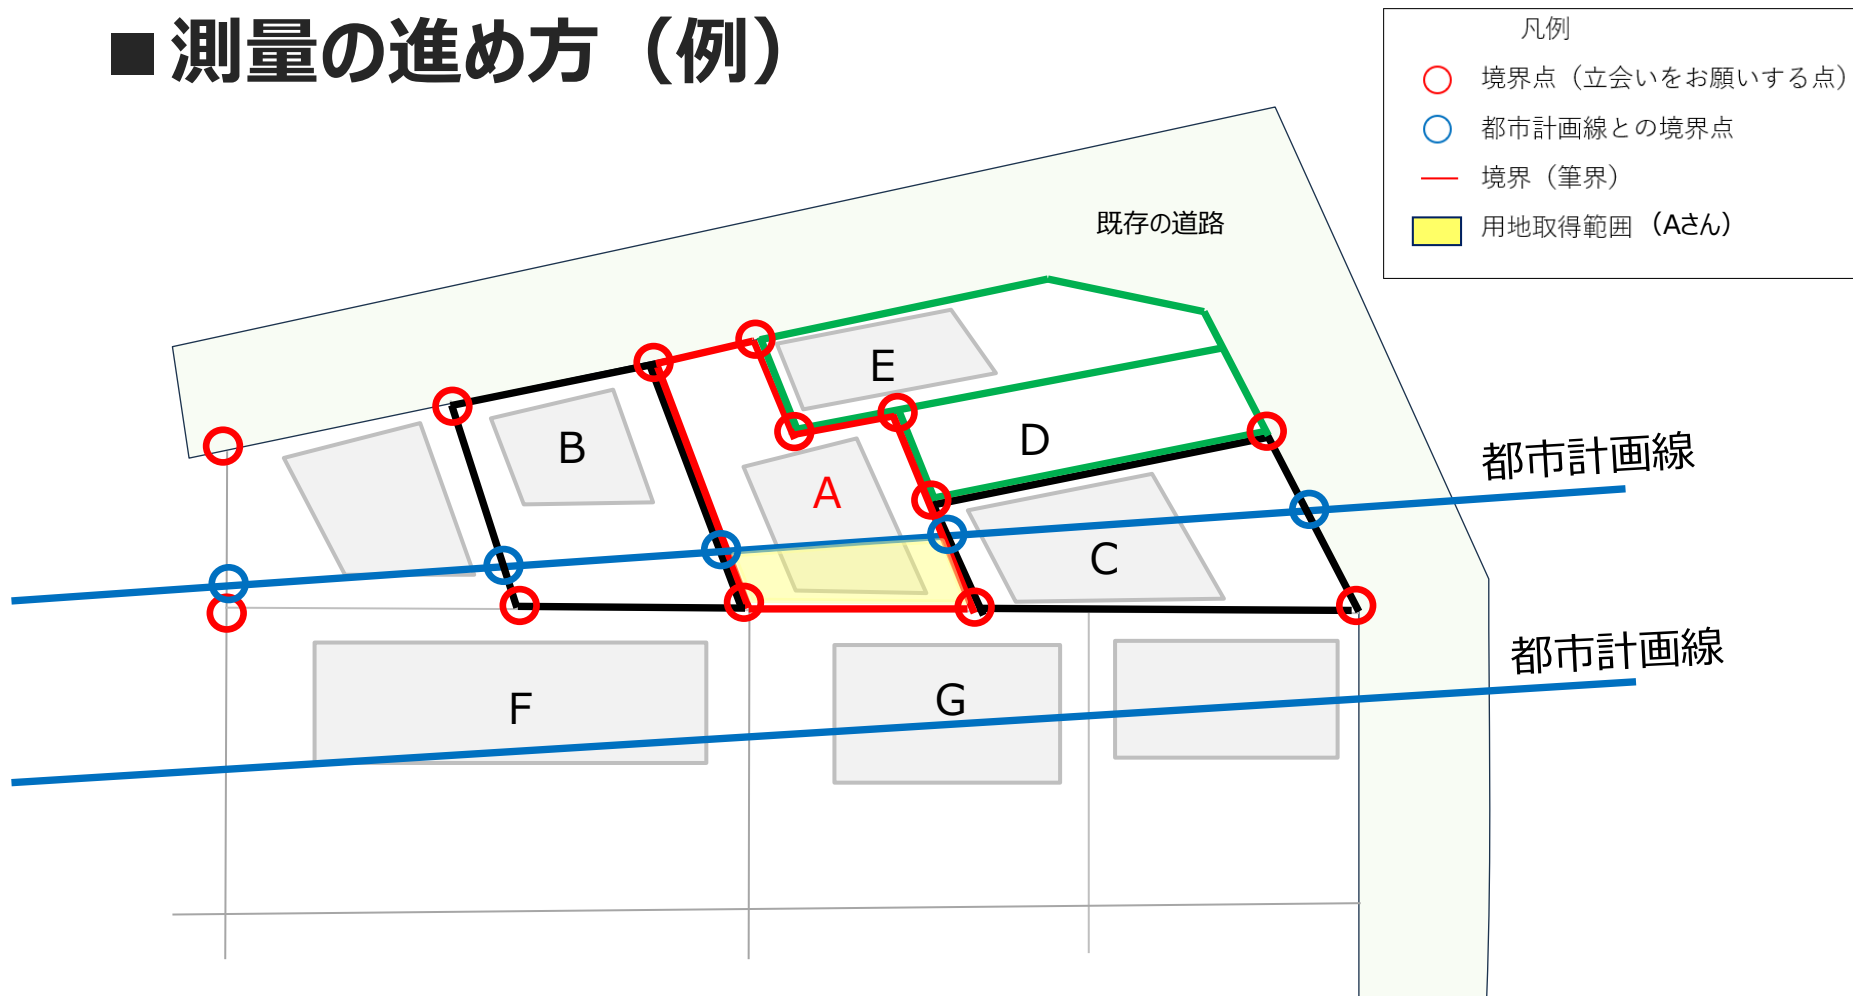 ■測量の進め方（例）
凡例
境界点（立会いをお願いする点）
都市計画線との境界点
境界（筆界）
用地取得範囲（Aさん）
既存の道路
E
B
D
A
都市計画線
C
都市計画線
F
G